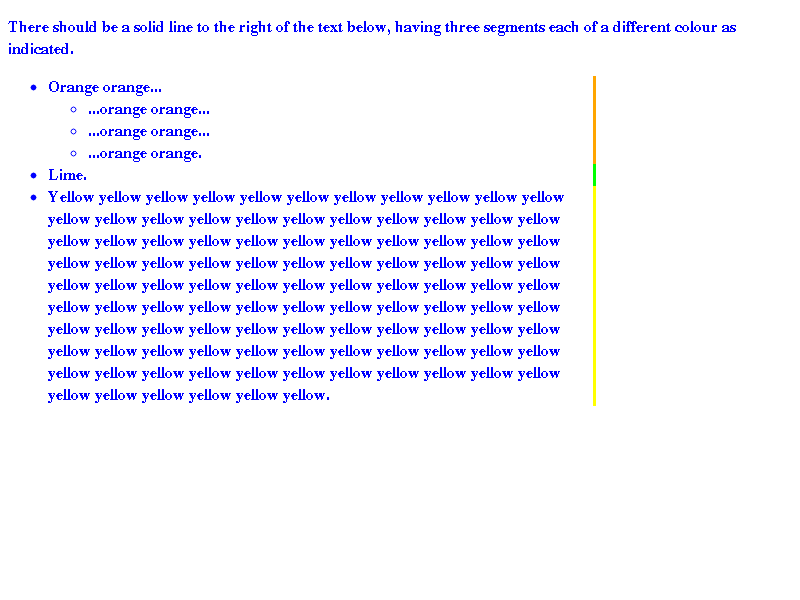 There should be a solid line to the right of the text below, having three segments each of a different colour as
indicated.
Orange orange...
...orange orange...
...orange orange...
...orange orange.
Lime.
Yellow yellow yellow yellow yellow yellow yellow yellow yellow yellow yellow
yellow yellow yellow yellow yellow yellow yellow yellow yellow yellow yellow
yellow yellow yellow yellow yellow yellow yellow yellow yellow yellow yellow
yellow yellow yellow yellow yellow yellow yellow yellow yellow yellow yellow
yellow yellow yellow yellow yellow yellow yellow yellow yellow yellow yellow
yellow yellow yellow yellow yellow yellow yellow yellow yellow yellow yellow
yellow yellow yellow yellow yellow yellow yellow yellow yellow yellow yellow
yellow yellow yellow yellow yellow yellow yellow yellow yellow yellow yellow
yellow yellow yellow yellow yellow yellow yellow yellow yellow yellow yellow
yellow yellow yellow yellow yellow yellow.